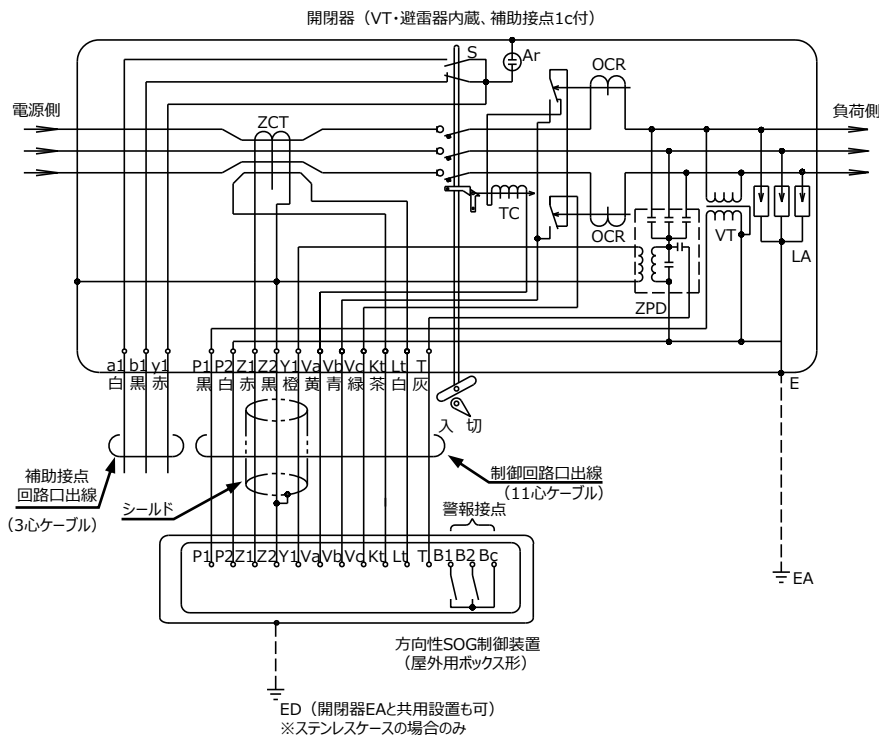 開閉器（VT・避雷器内蔵、補助接点1c付）
S
Ar
OCR
電源側
負荷側
ZCT
TC
OCR
VT
LA
ZPD
a1 b1 y1 P1 P2 Z1 Z2 Y1 Va Vb Vc Kt Lt T
白 黒 赤 黒 白 赤 黒 橙 黄 青 緑 茶 白 灰
E
入 切
補助接点
回路口出線
（3心ケーブル）
シールド
制御回路口出線
（11心ケーブル）
警報接点
P1 P2 Z1 Z2 Y1 Va Vb Vc Kt Lt T B1 B2 Bc
EA
方向性SOG制御装置
（屋外用ボックス形）
ED（開閉器EAと共用設置も可）
※ステンレスケースの場合のみ